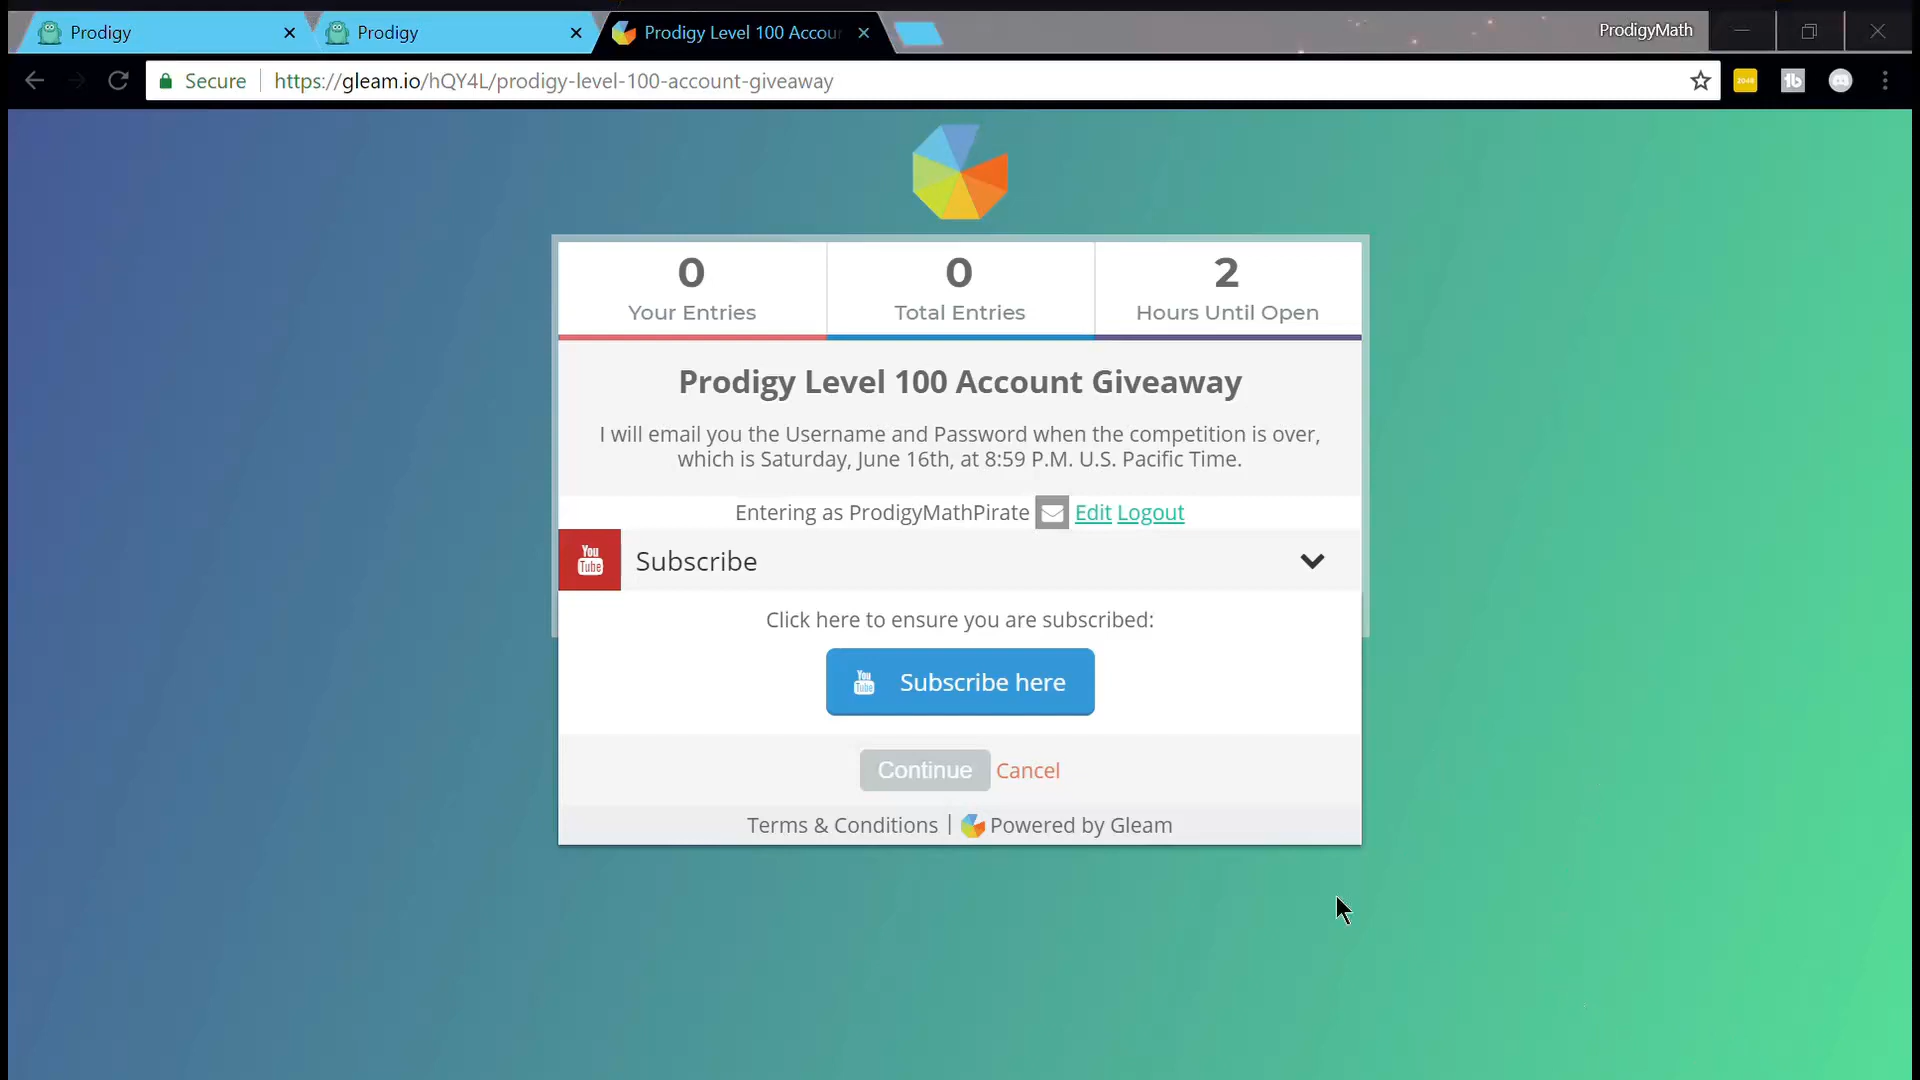 Prodigy
Prodigy
Prodigy Level 100 Accour
ProdigyMath
Secure
https://gleam.io/hQY4L/prodigy-level-100-account-giveaway
0
Your Entries
0
Total Entries
2
Hours Until Open
Prodigy Level 100 Account Giveaway
I will email you the Username and Password when the competition is over,
which is Saturday, June 16th, at 8:59 P.M. U.S. Pacific Time.
Entering as ProdigyMathPirate Edit Logout
You Tube
Subscribe
Click here to ensure you are subscribed:
You Tube
Subscribe here
Continue Cancel
Terms & Conditions | Powered by Gleam